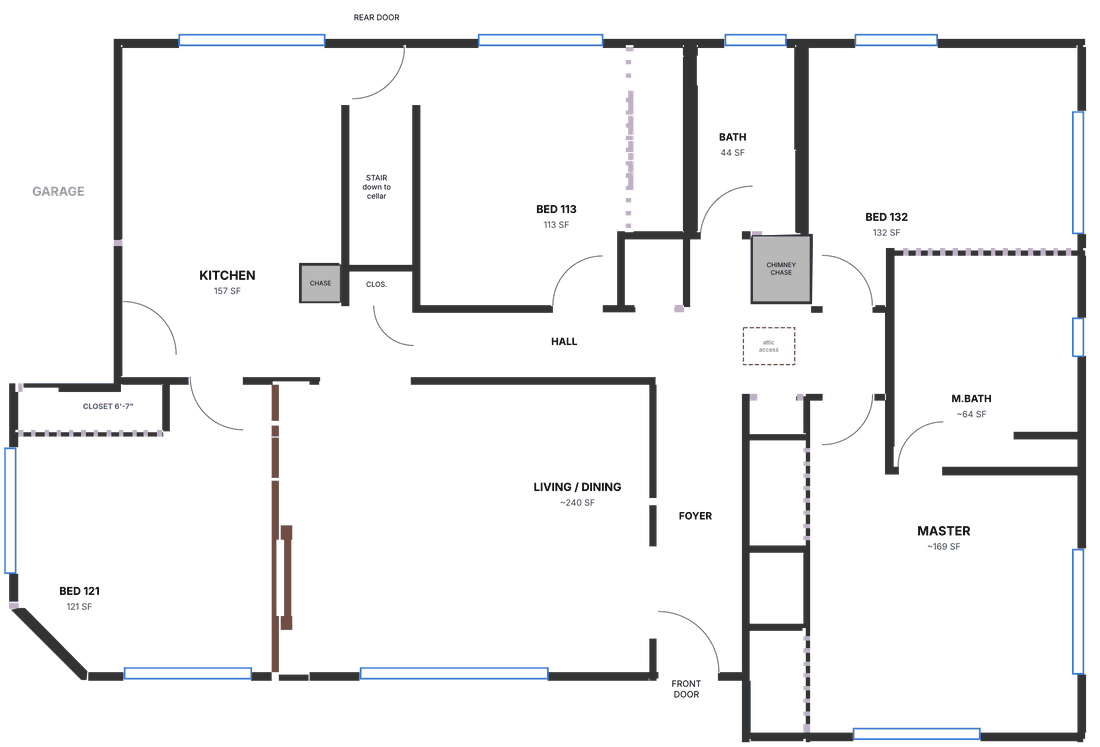 REAR DOOR
BATH
44 SF
GARAGE
STAIR
down to
cellar
BED 113
113 SF
BED 132
132 SF
KITCHEN
157 SF
CHASE
CLOS.
CHIMNEY
CHASE
HALL
attic
access
CLOSET 6'-7"
M.BATH
~64 SF
LIVING / DINING
~240 SF
FOYER
MASTER
~169 SF
BED 121
121 SF
FRONT
DOOR